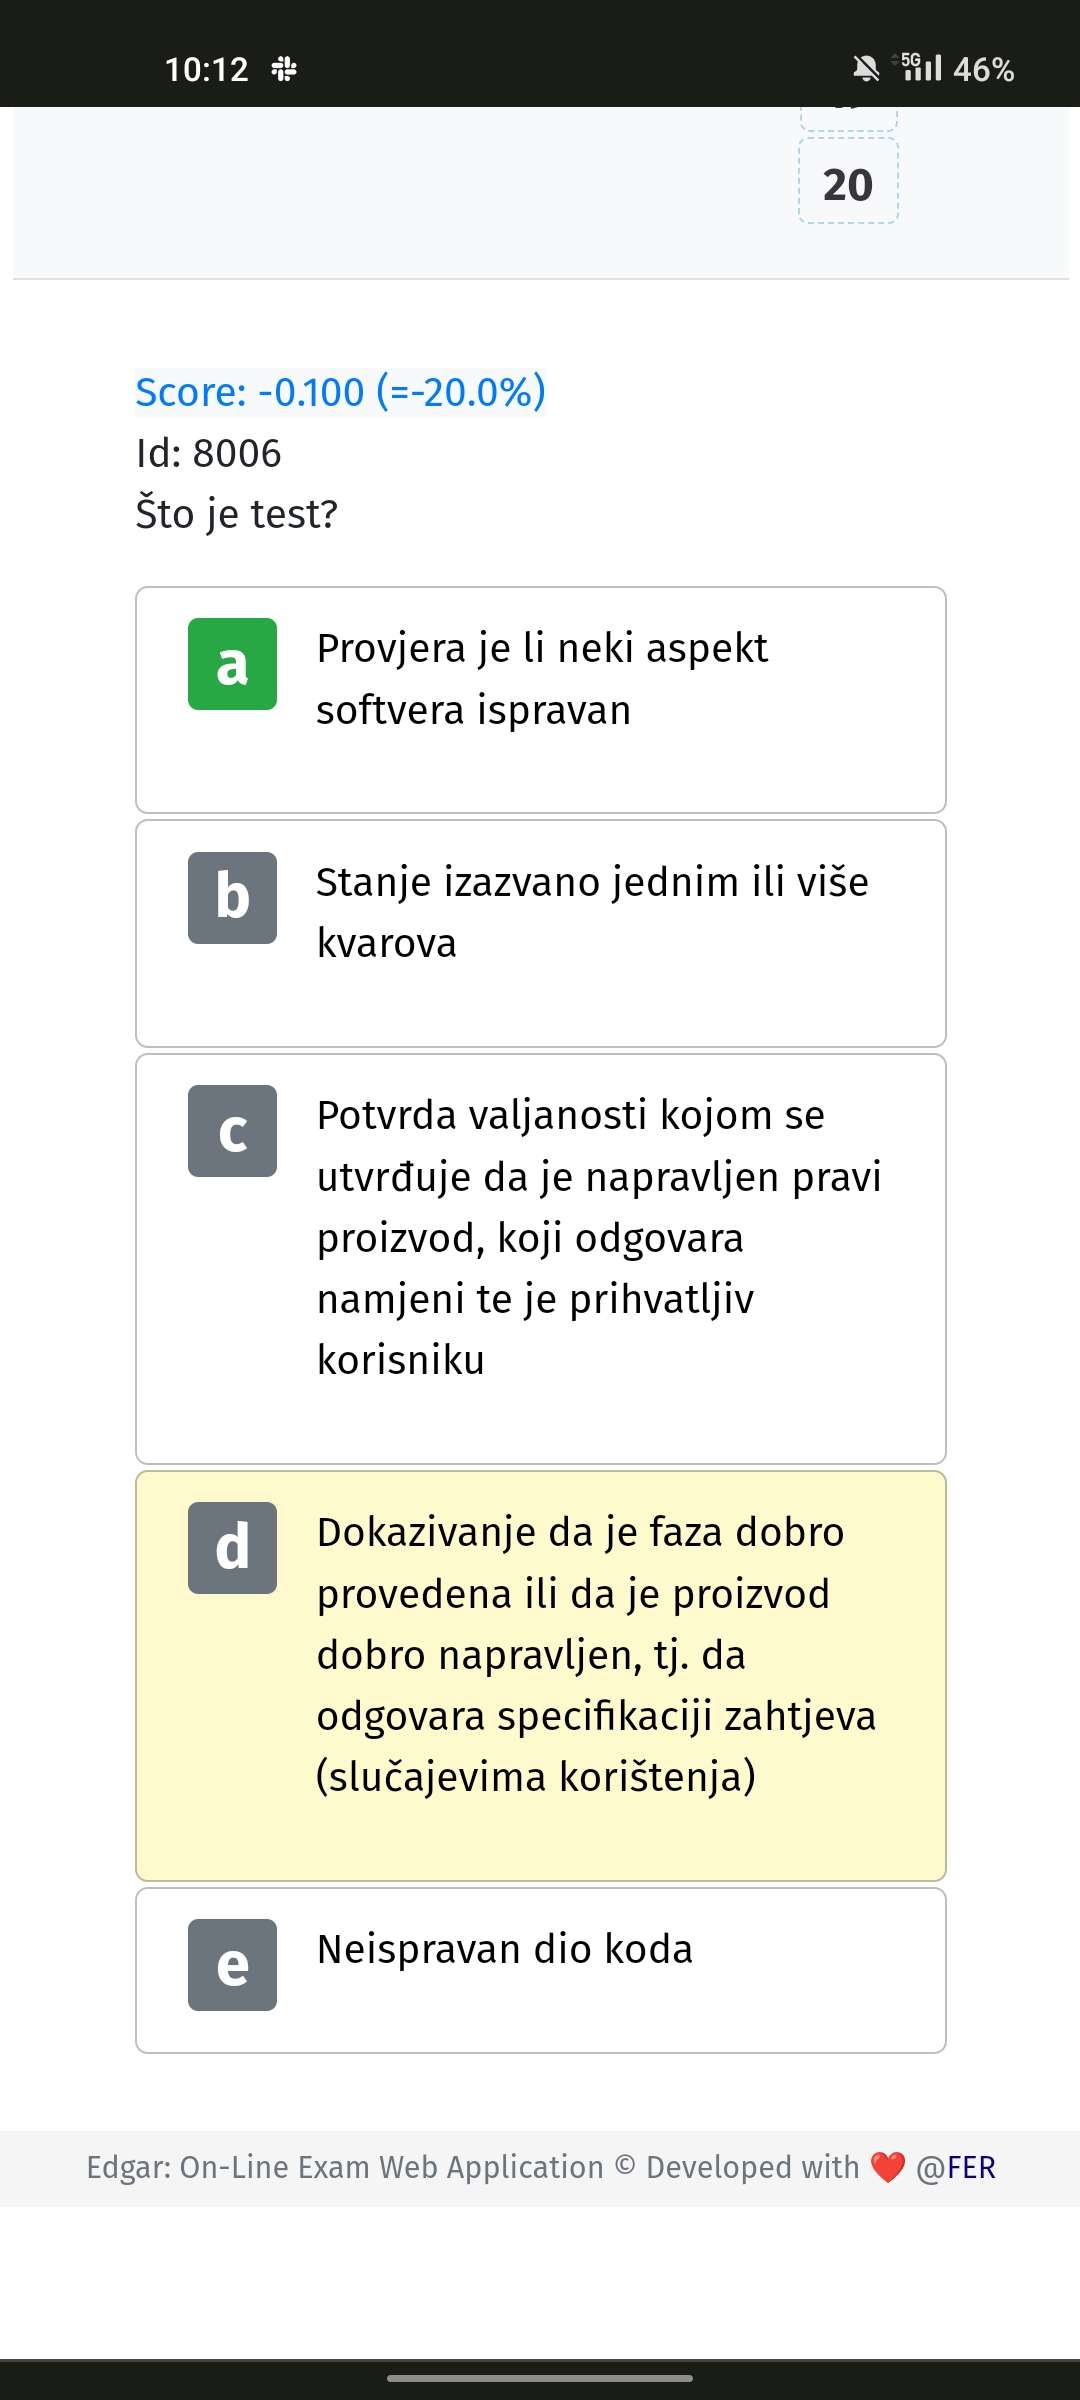 10:12
5G
46%
20
Score: -0.100 (=-20.0%)
Id: 8006
Što je test?
a
Provjera je li neki aspekt
softvera ispravan
b
Stanje izazvano jednim ili više
kvarova
c
Potvrda valjanosti kojom se
utvrđuje da je napravljen pravi
proizvod, koji odgovara
namjeni te je prihvatljiv
korisniku
d
Dokazivanje da je faza dobro
provedena ili da je proizvod
dobro napravljen, tj. da
odgovara specifikaciji zahtjeva
(slučajevima korištenja)
e
Neispravan dio koda
Edgar: On-Line Exam Web Application © Developed with ❤️ @FER